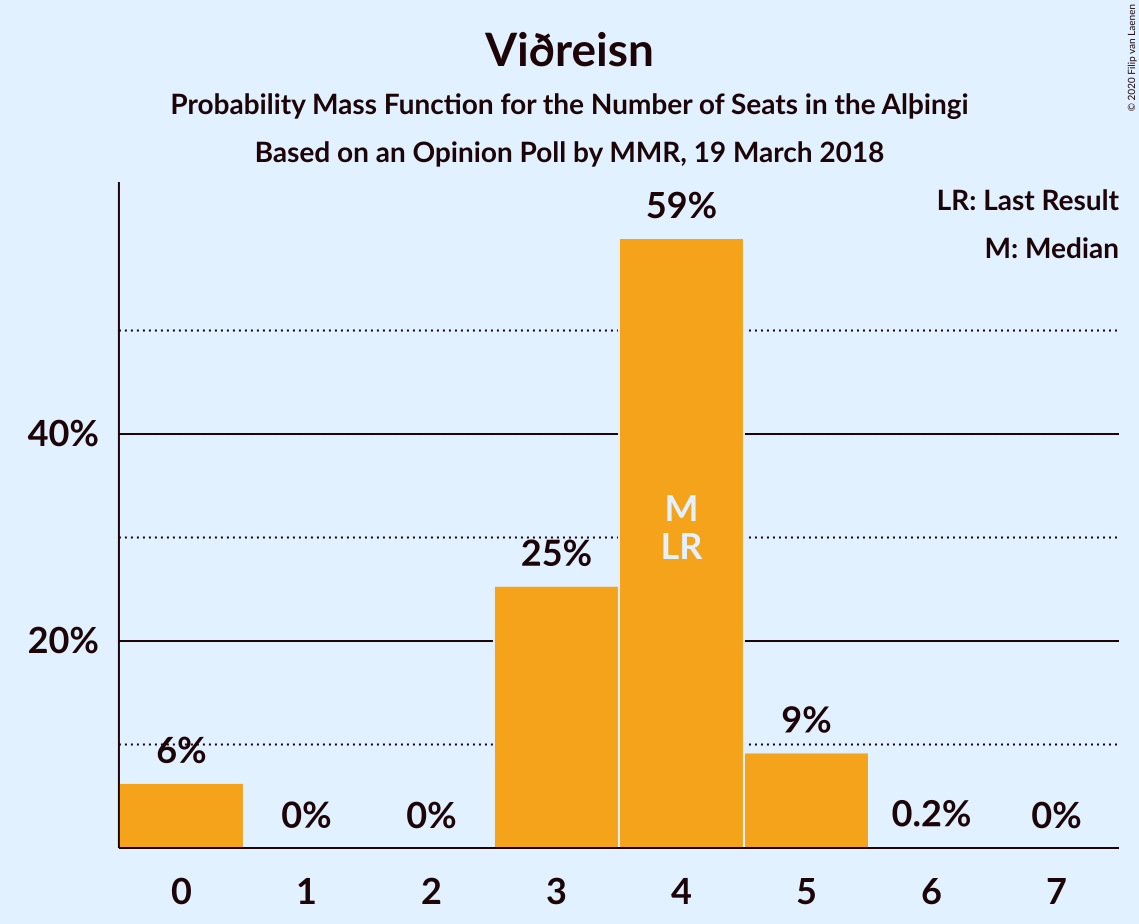 Viðreisn
Probability Mass Function for the Number of Seats in the Alþingi
Based on an Opinion Poll by MMR, 19 March 2018
© 2020 Filip van Laenen
LR: Last Result
M: Median
59%
40%
M
LR
25%
20%
9%
6%
0%
0%
0.2%
0%
0
1
2
3
4
5
6
7